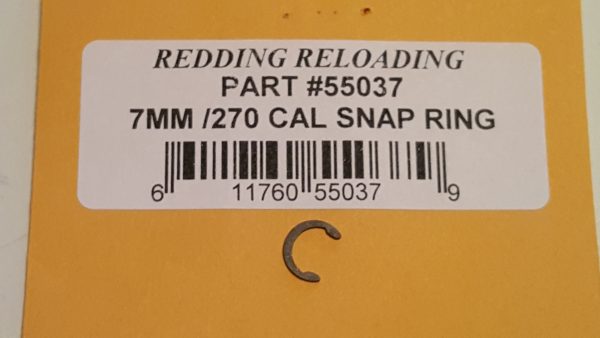 REDDING RELOADING
PART #55037
7MM /270 CAL SNAP RING
6 11760 55037 9